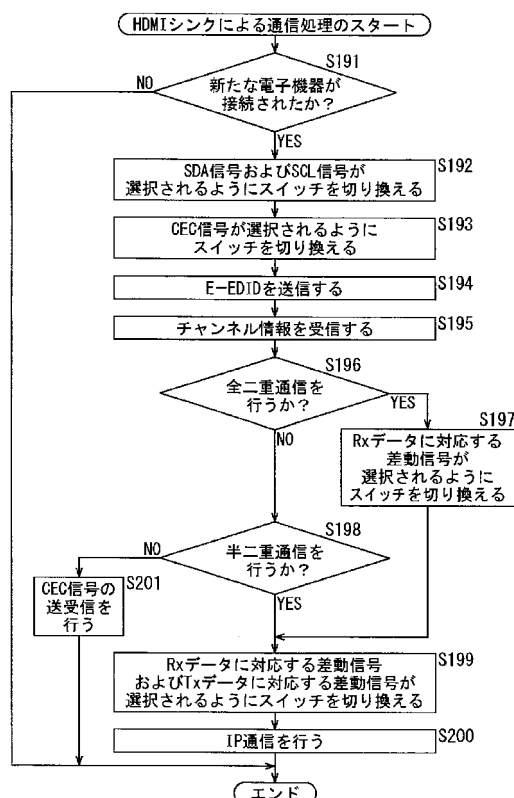 HDMIシンクによる通信処理のスタート
S191
NO
新たな電子機器が
接続されたか?
YES
S192
SDA信号およびSCL信号が
選択されるようにスイッチを切り換える
S193
CEC信号が選択されるように
スイッチを切り換える
E-EDIDを送信する
S194
チャンネル情報を受信する
S195
S196
全二重通信を
行うか?
YES
NO
S197
Rxデータに対応する
差動信号が
選択されるように
スイッチを切り換える
S198
NO
半二重通信を
行うか?
YES
S201
CEC信号の
送受信を
行う
S199
Rxデータに対応する差動信号
およびTxデータに対応する差動信号が
選択されるようにスイッチを切り換える
IP通信を行う
S200
エンド